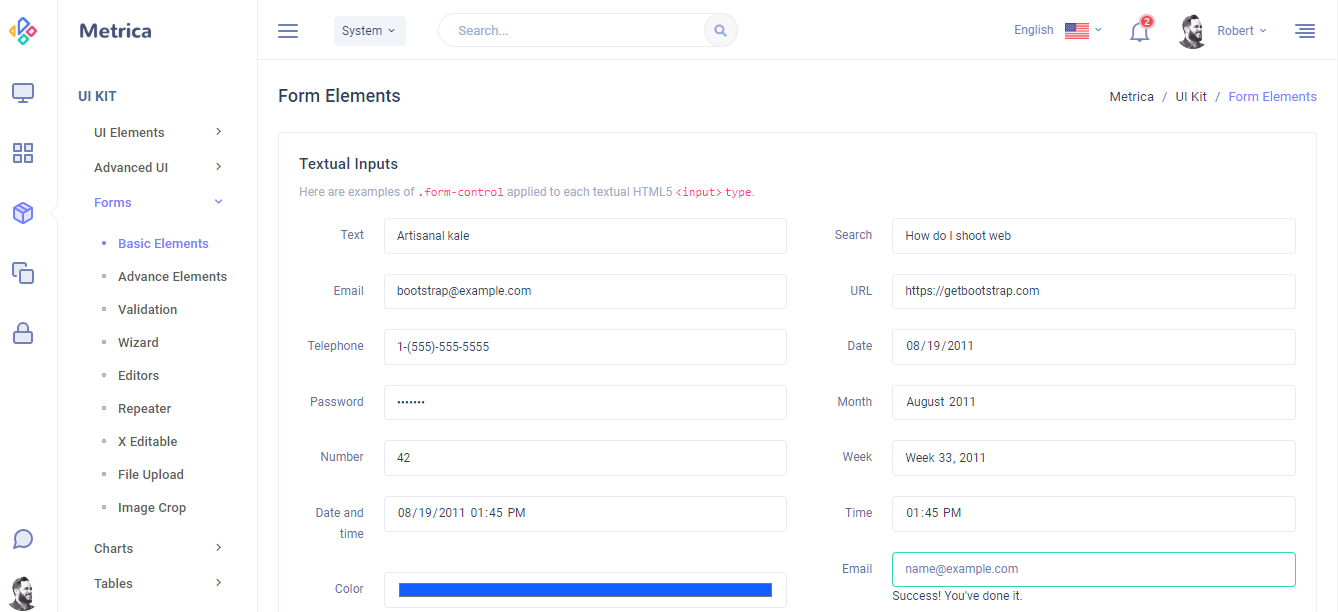 Metrica
System
Search...
English
2
Robert
UI KIT
UI Elements
Advanced UI
Forms
Basic Elements
Advance Elements
Validation
Wizard
Editors
Repeater
X Editable
File Upload
Image Crop
Charts
Tables
Form Elements
Metrica / UI Kit / Form Elements
Textual Inputs
Here are examples of .form-control applied to each textual HTML5 <input> type.
Text
Artisanal kale
Search
How do I shoot web
Email
bootstrap@example.com
URL
https://getbootstrap.com
Telephone
1-(555)-555-5555
Date
08/19/2011
Password
•••••••
Month
August 2011
Number
42
Week
Week 33, 2011
Date and
time
08/19/2011 01:45 PM
Time
01:45 PM
Email
name@example.com
Success! You've done it.
Color